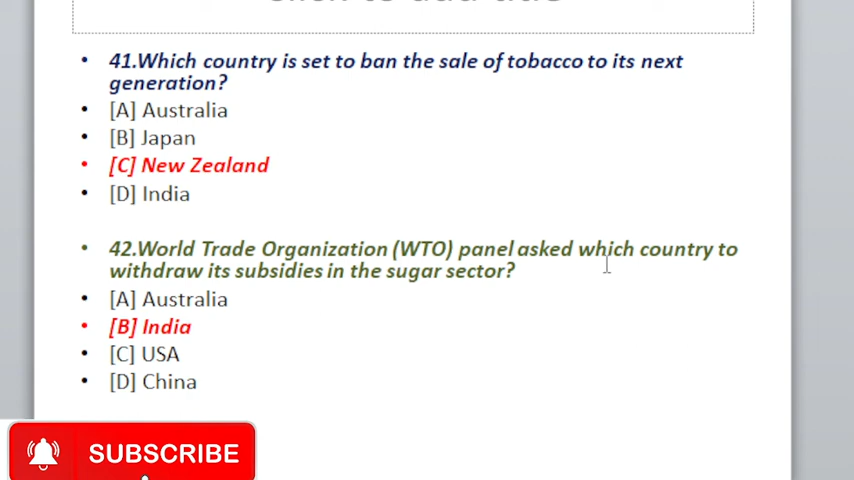 • 41.Which country is set to ban the sale of tobacco to its next
generation?
• [A] Australia
• [B] Japan
• [C] New Zealand
• [D] India
• 42.World Trade Organization (WTO) panel asked which country to
withdraw its subsidies in the sugar sector?
• [A] Australia
• [B] India
• [C] USA
• [D] China
SUBSCRIBE